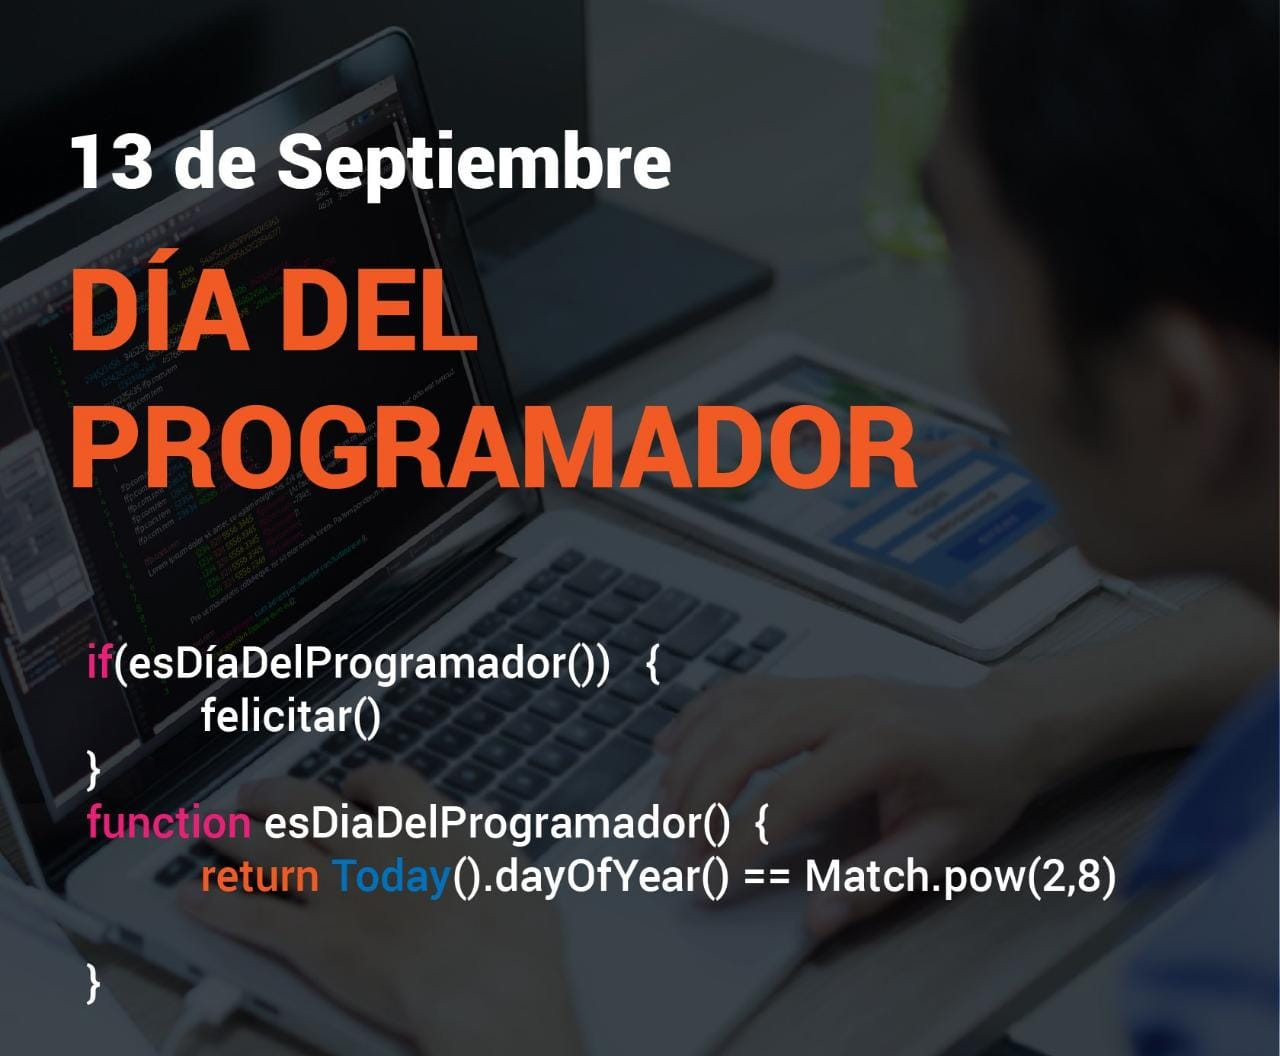 13 de Septiembre
DÍA DEL
PROGRAMADOR
if(esDíaDelProgramador()) {
felicitar()
}
function esDiaDelProgramador() {
return Today().dayOfYear() == Match.pow(2,8)
}